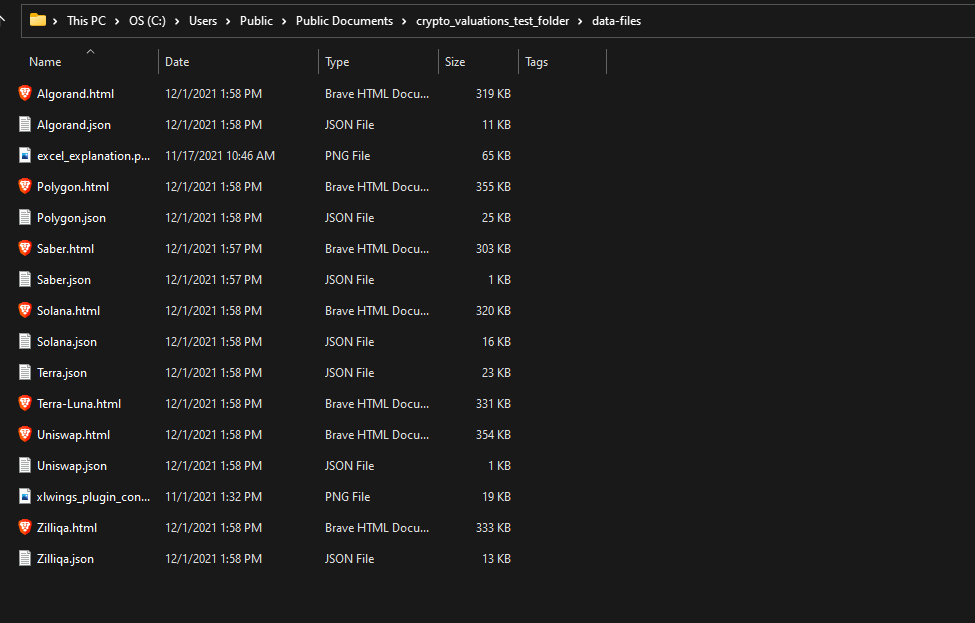 This PC > OS (C:) > Users > Public > Public Documents > crypto_valuations_test_folder > data-files
Name Date Type Size Tags
Algorand.html 12/1/2021 1:58 PM Brave HTML Docu... 319 KB
Algorand.json 12/1/2021 1:58 PM JSON File 11 KB
excel_explanation.p... 11/17/2021 10:46 AM PNG File 65 KB
Polygon.html 12/1/2021 1:58 PM Brave HTML Docu... 355 KB
Polygon.json 12/1/2021 1:58 PM JSON File 25 KB
Saber.html 12/1/2021 1:57 PM Brave HTML Docu... 303 KB
Saber.json 12/1/2021 1:57 PM JSON File 1 KB
Solana.html 12/1/2021 1:58 PM Brave HTML Docu... 320 KB
Solana.json 12/1/2021 1:58 PM JSON File 16 KB
Terra.json 12/1/2021 1:58 PM JSON File 23 KB
Terra-Luna.html 12/1/2021 1:58 PM Brave HTML Docu... 331 KB
Uniswap.html 12/1/2021 1:58 PM Brave HTML Docu... 354 KB
Uniswap.json 12/1/2021 1:58 PM JSON File 1 KB
xlwings_plugin_con... 11/1/2021 1:32 PM PNG File 19 KB
Zilliqa.html 12/1/2021 1:58 PM Brave HTML Docu... 333 KB
Zilliqa.json 12/1/2021 1:58 PM JSON File 13 KB